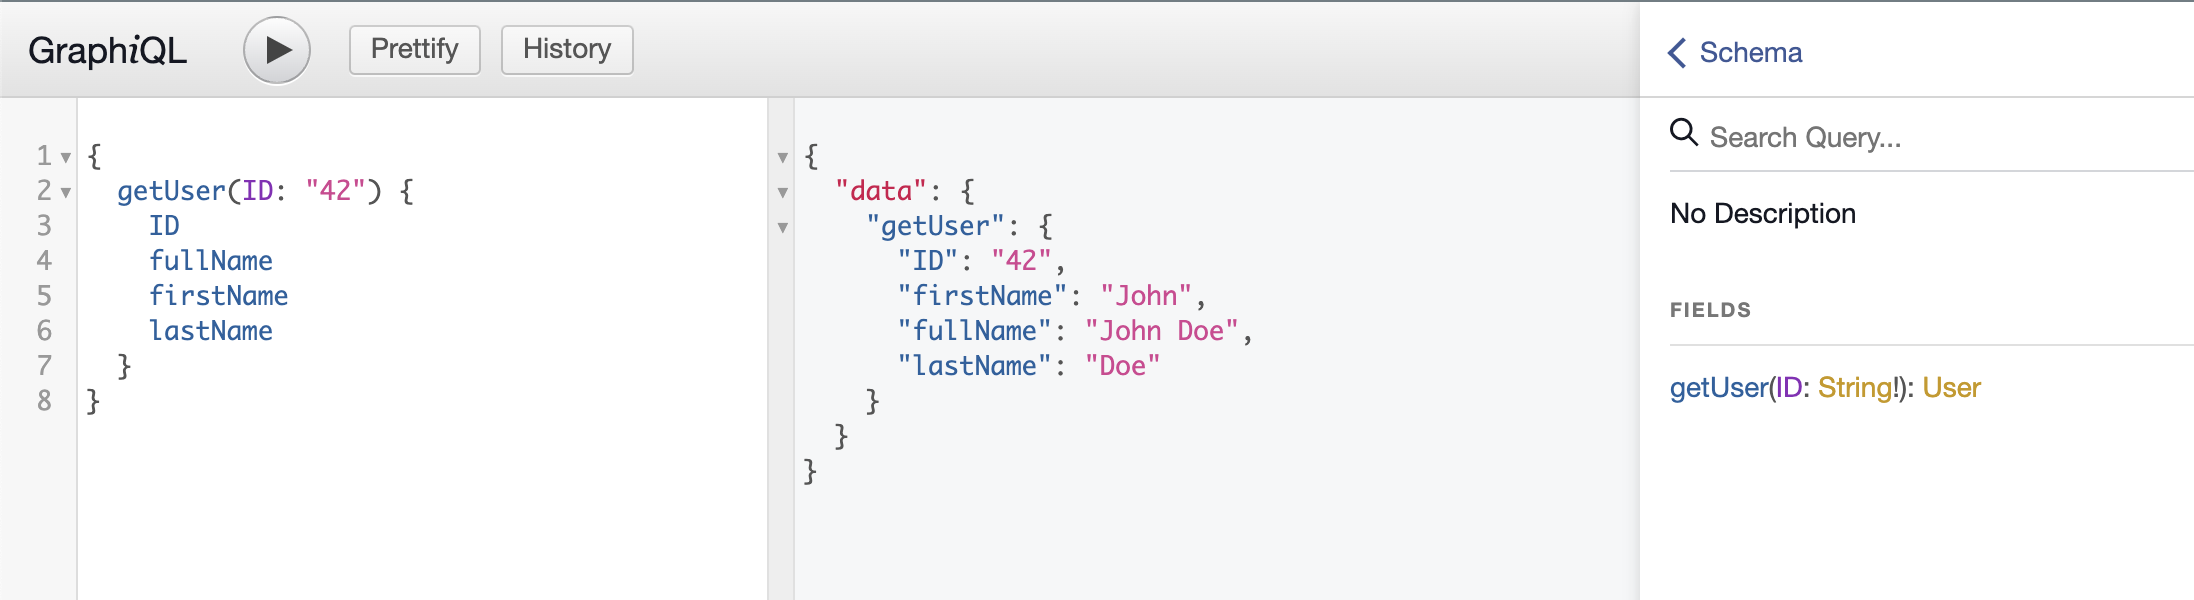 GraphiQL
Prettify
History
1 {
2 getUser(ID: "42") {
3 ID
4 fullName
5 firstName
6 lastName
7 }
8 }
{
"data": {
"getUser": {
"ID": "42",
"firstName": "John",
"fullName": "John Doe",
"lastName": "Doe"
}
}
}
Schema
Search Query...
No Description
FIELDS
getUser(ID: String!): User